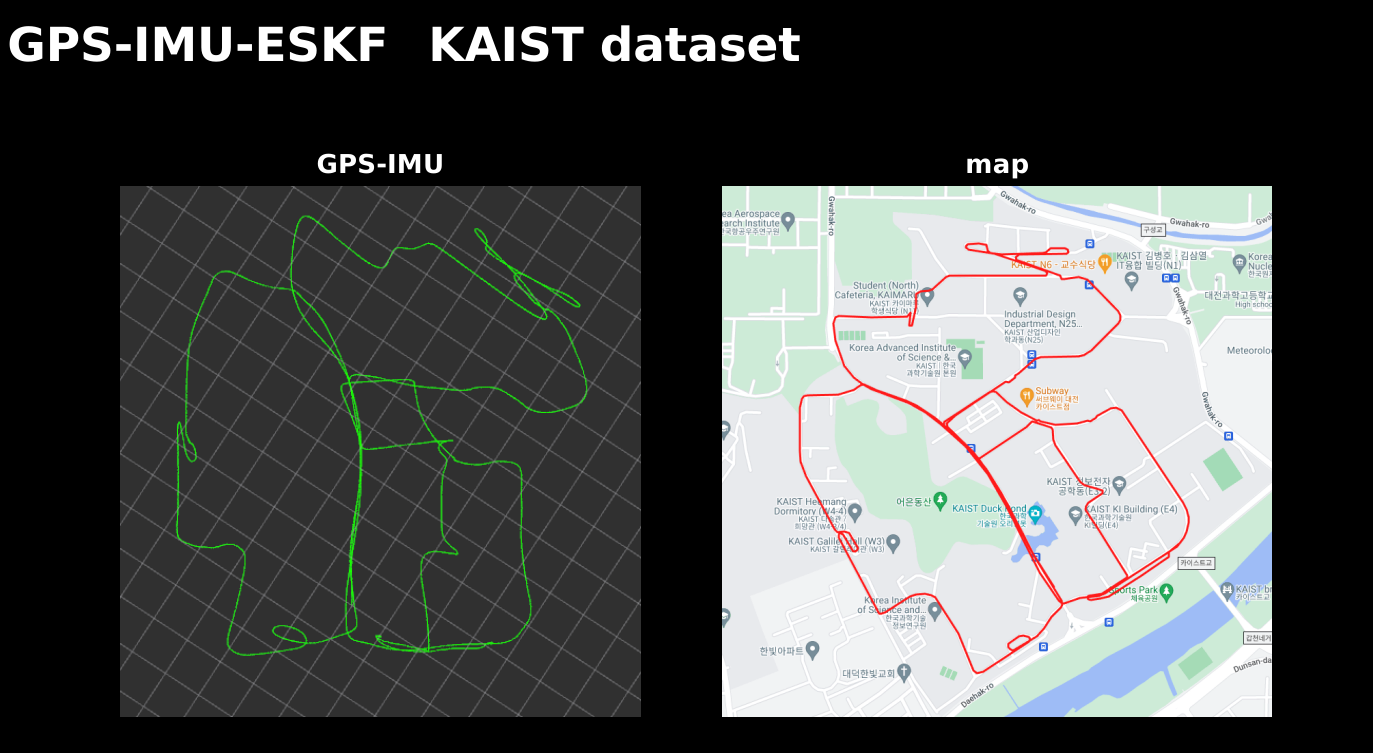 GPS-IMU-ESKF KAIST dataset
GPS-IMU
map
Gwahak-ro
Gwahak-ro
Gwahak-ro
ea Aerospace
earch Institute
국항공우주연구원
Gwahak-ro
구성교
KAIST N6 - 교수식당
KAIST 김병호 · 김삼열
IT융합 빌딩(N1)
Korea
Nucle
한국원
Student (North)
Cafeteria, KAIMARU
KAIST 카이마루
학생식당 (N11)
대전과학고등학교
High school
Gwahak-ro
Industrial Design
Department, N25...
KAIST 산업디자인
학과동(N25)
Korea Advanced Institute
of Science &...
KAIST | 한국
과학기술원 본원
Meteorolog
Subway
써브웨이 대전
카이스트점
Gwahak-ro
KAIST 정보전자
공학동(E3-2)
어은동산
KAIST Heemang
Dormitory (W4-4)
희망관 (W4-4/4)
KAIST Duck Pond
기술원 오리연못
KAIST KI Building (E4)
한국과학기술원
KI빌딩(E4)
KAIST Galilei Hall (W3)
KAIST 갈릴레이관 (W3)
카이스트교
Sports Park
체육공원
KAIST br
카이스트교
Korea Institute
of Science and...
한국과학기술
정보연구원
갑천네거
한빛아파트
대덕한빛교회
Daehak-ro
Dunsan-da